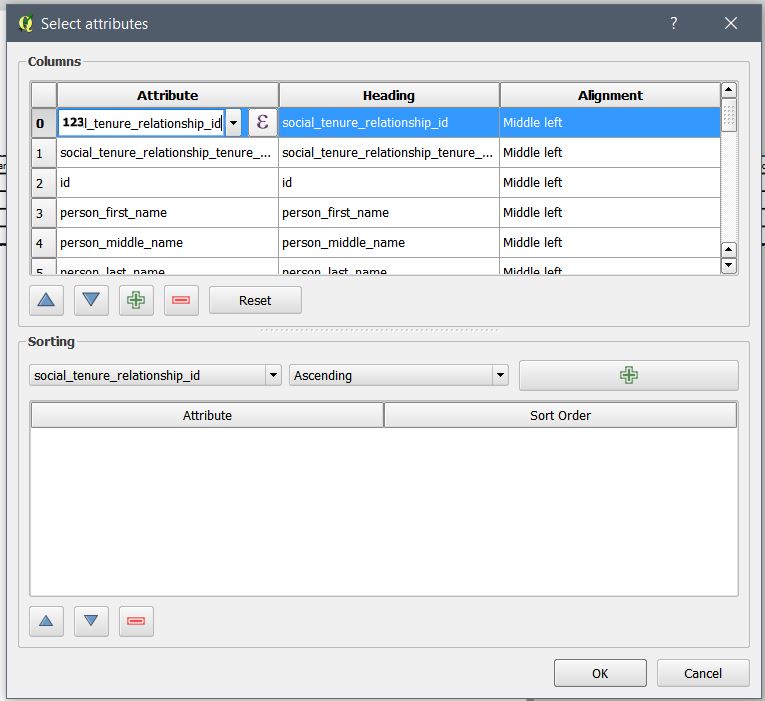 Select attributes ?
Columns
Attribute Heading Alignment
0 123 l_tenure_relationship_id ε social_tenure_relationship_id Middle left
1 social_tenure_relationship_tenure_... social_tenure_relationship_tenure_... Middle left
2 id id Middle left
3 person_first_name person_first_name Middle left
4 person_middle_name person_middle_name Middle left
5 person_last_name person_last_name Middle left
Reset
Sorting
social_tenure_relationship_id Ascending
Attribute Sort Order
OK Cancel